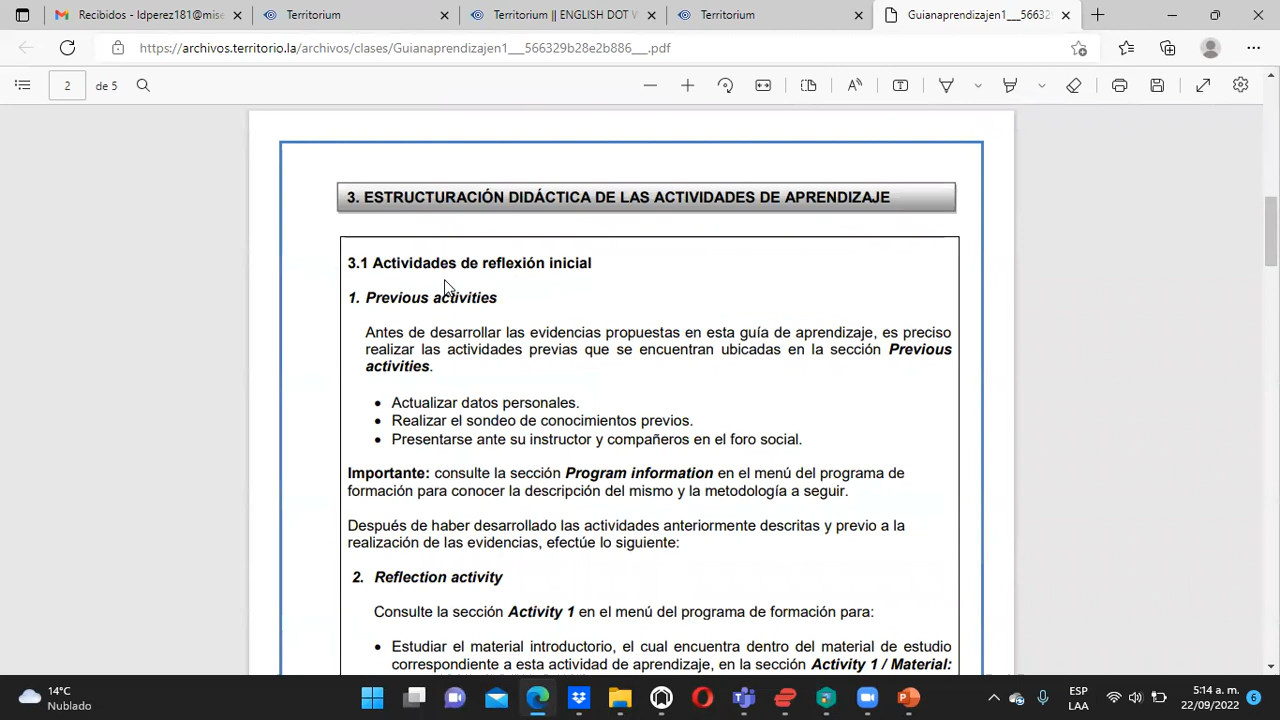 Recibidos - ldperez181@mise
Territorium
Territorium || ENGLISH DOT W
Territorium
Guianaprendizajen1___566329
https://archivos.territorio.la/archivos/clases/Guianaprendizajen1___566329b28e2b886__.pdf
2 de 5
3. ESTRUCTURACIÓN DIDÁCTICA DE LAS ACTIVIDADES DE APRENDIZAJE
3.1 Actividades de reflexión inicial
1. Previous activities
Antes de desarrollar las evidencias propuestas en esta guía de aprendizaje, es preciso
realizar las actividades previas que se encuentran ubicadas en la sección Previous
activities.
• Actualizar datos personales.
• Realizar el sondeo de conocimientos previos.
• Presentarse ante su instructor y compañeros en el foro social.
Importante: consulte la sección Program information en el menú del programa de
formación para conocer la descripción del mismo y la metodología a seguir.
Después de haber desarrollado las actividades anteriormente descritas y previo a la
realización de las evidencias, efectúe lo siguiente:
2. Reflection activity
Consulte la sección Activity 1 en el menú del programa de formación para:
• Estudiar el material introductorio, el cual encuentra dentro del material de estudio
correspondiente a esta actividad de aprendizaje, en la sección Activity 1 / Material:
14°C
Nublado
ESP
LAA
5:14 a. m.
22/09/2022
6